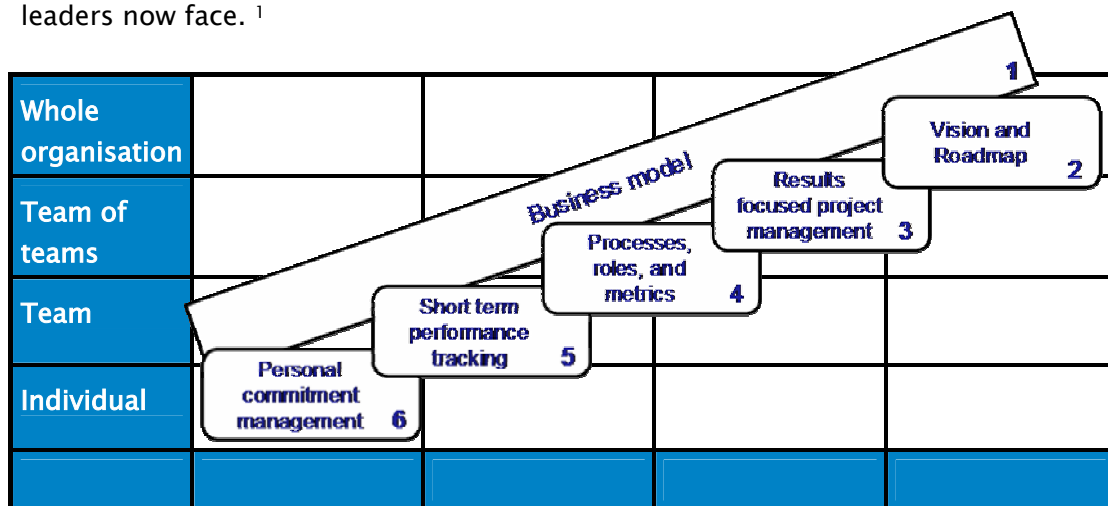 leaders now face. ¹
Whole
organisation
Team of
teams
Team
Individual
Business model
1
Vision and
Roadmap
2
Results
focused project
management 3
Processes,
roles, and
metrics 4
Short term
performance
tracking 5
Personal
commitment
management 6